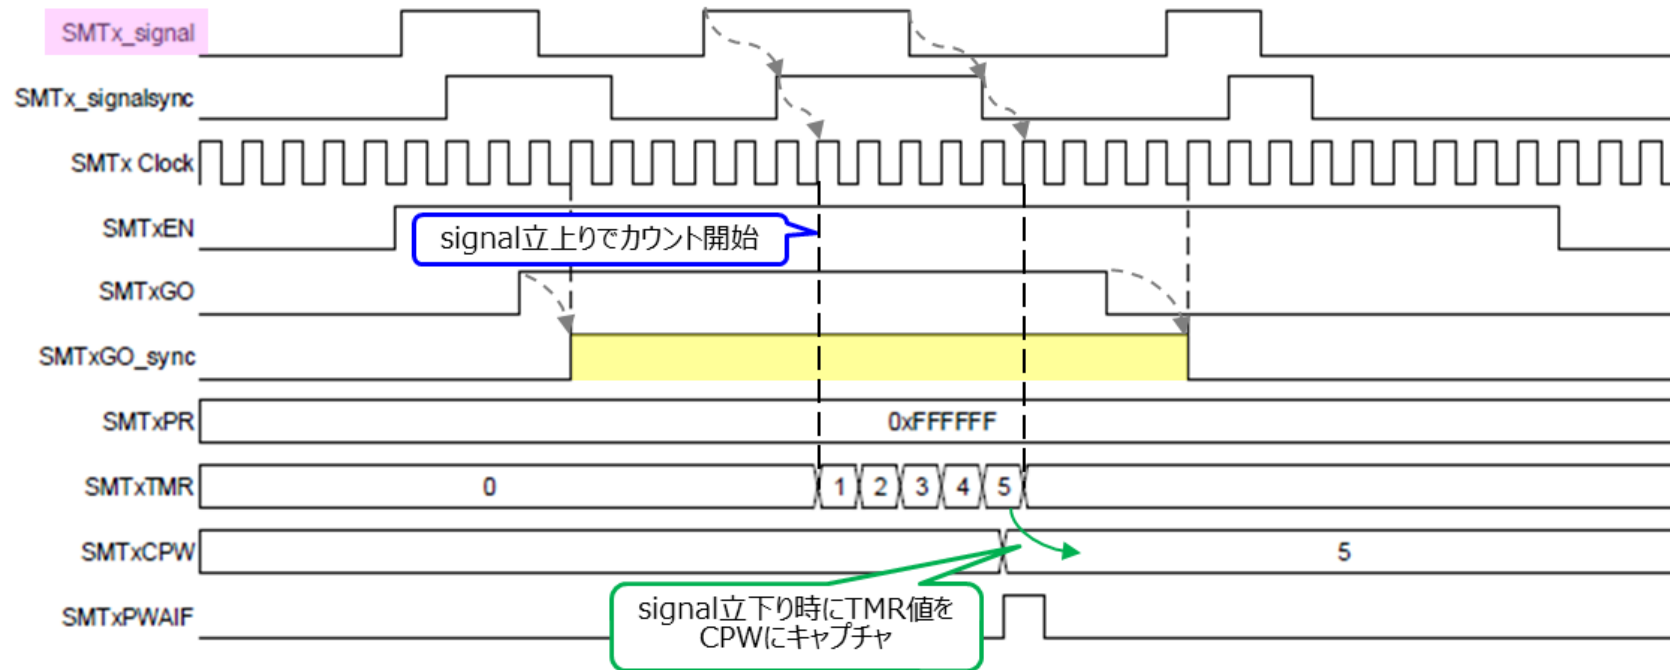 SMTx_signal
SMTx_signalsync
SMTx Clock
SMTxEN
signal立上りでカウント開始
SMTxGO
SMTxGO_sync
SMTxPR
0xFFFFFF
SMTxTMR
0 1 2 3 4 5
SMTxCPW
5
SMTxPWAIF
signal立下り時にTMR値を
CPWにキャプチャ